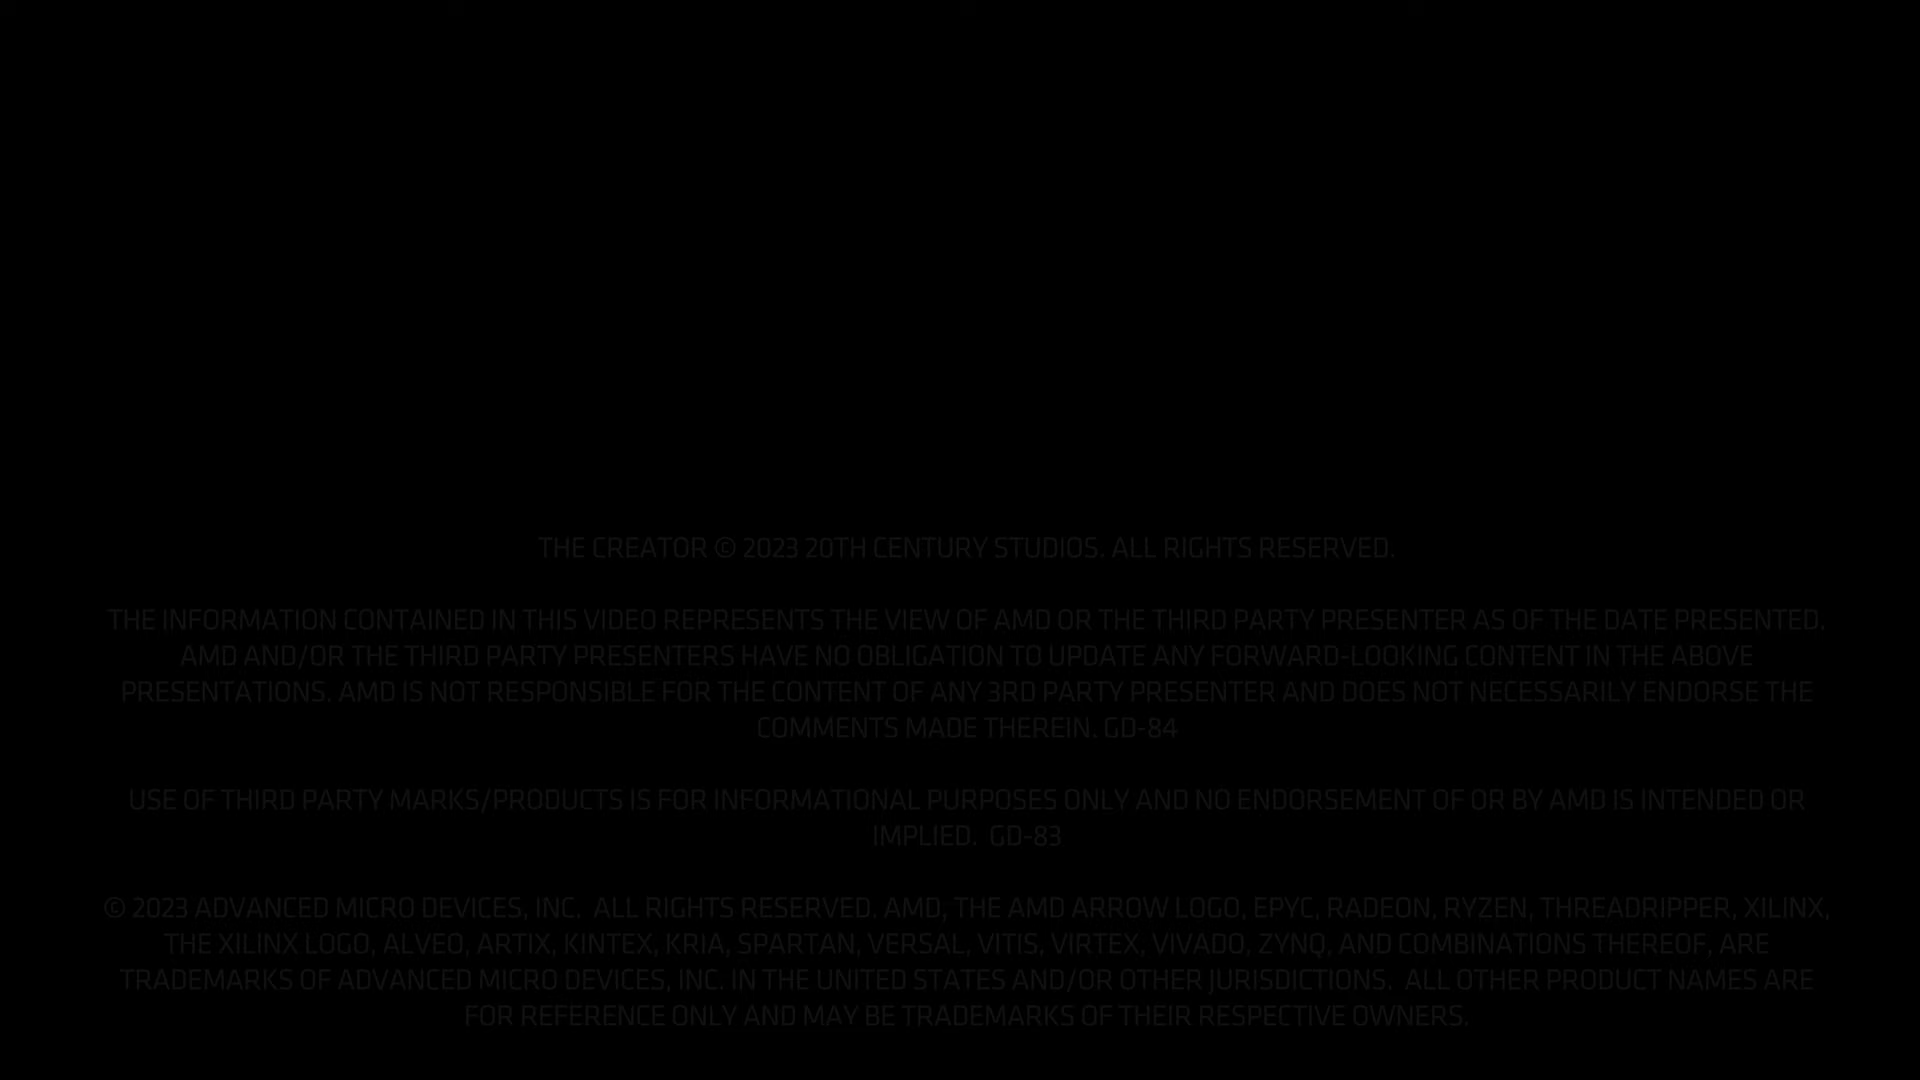 THE CREATOR © 2023 20TH CENTURY STUDIOS. ALL RIGHTS RESERVED.
THE INFORMATION CONTAINED IN THIS VIDEO REPRESENTS THE VIEW OF AMD OR THE THIRD PARTY PRESENTER AS OF THE DATE PRESENTED.
AMD AND/OR THE THIRD PARTY PRESENTERS HAVE NO OBLIGATION TO UPDATE ANY FORWARD-LOOKING CONTENT IN THE ABOVE
PRESENTATIONS. AMD IS NOT RESPONSIBLE FOR THE CONTENT OF ANY 3RD PARTY PRESENTER AND DOES NOT NECESSARILY ENDORSE THE
COMMENTS MADE THEREIN. GD-84
USE OF THIRD PARTY MARKS/PRODUCTS IS FOR INFORMATIONAL PURPOSES ONLY AND NO ENDORSEMENT OF OR BY AMD IS INTENDED OR
IMPLIED. GD-83
© 2023 ADVANCED MICRO DEVICES, INC. ALL RIGHTS RESERVED. AMD, THE AMD ARROW LOGO, EPYC, RADEON, RYZEN, THREADRIPPER, XILINX,
THE XILINX LOGO, ALVEO, ARTIX, KINTEX, KRIA, SPARTAN, VERSAL, VITIS, VIRTEX, VIVADO, ZYNQ, AND COMBINATIONS THEREOF, ARE
TRADEMARKS OF ADVANCED MICRO DEVICES, INC. IN THE UNITED STATES AND/OR OTHER JURISDICTIONS. ALL OTHER PRODUCT NAMES ARE
FOR REFERENCE ONLY AND MAY BE TRADEMARKS OF THEIR RESPECTIVE OWNERS.